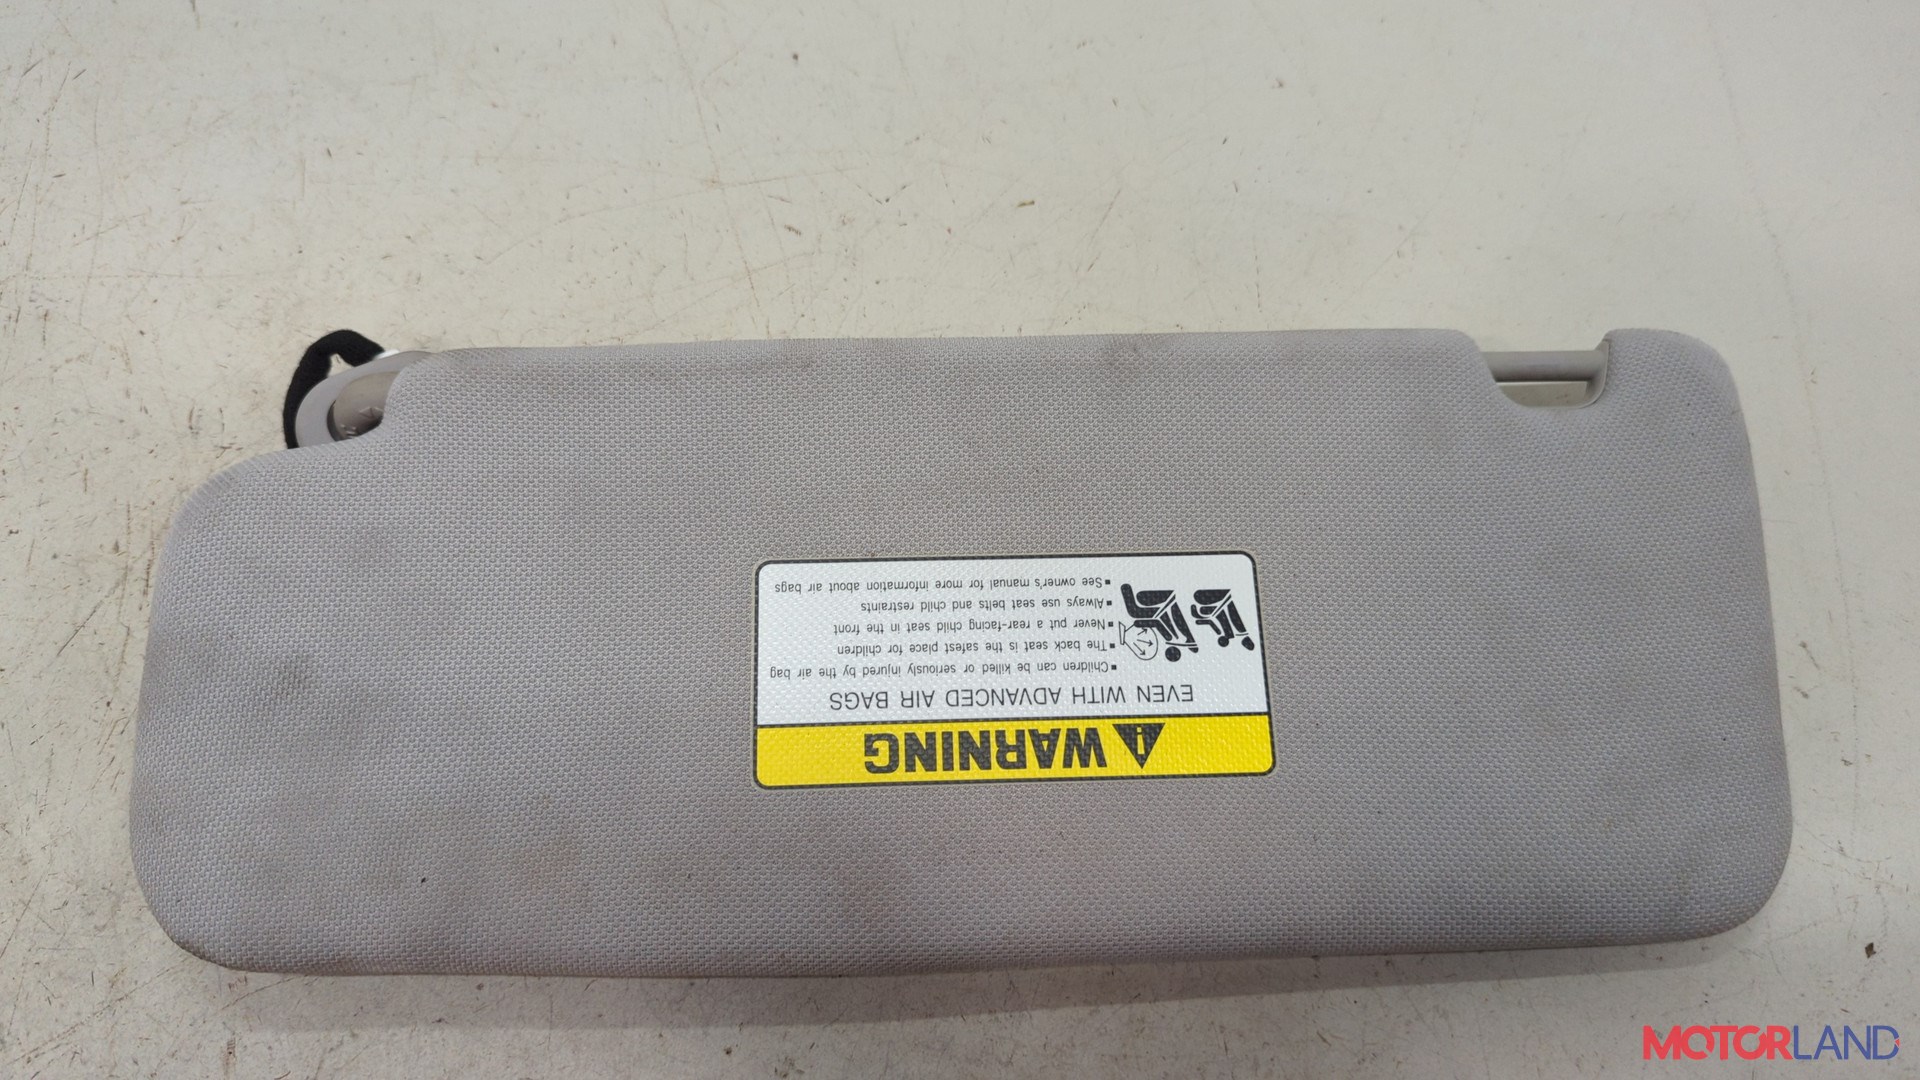 ⚠ WARNING
EVEN WITH ADVANCED AIR BAGS
▪Children can be killed or seriously injured by the air bag
▪The back seat is the safest place for children
▪Never put a rear-facing child seat in the front
▪Always use seat belts and child restraints
▪See owner's manual for more information about air bags
MOTORLAND